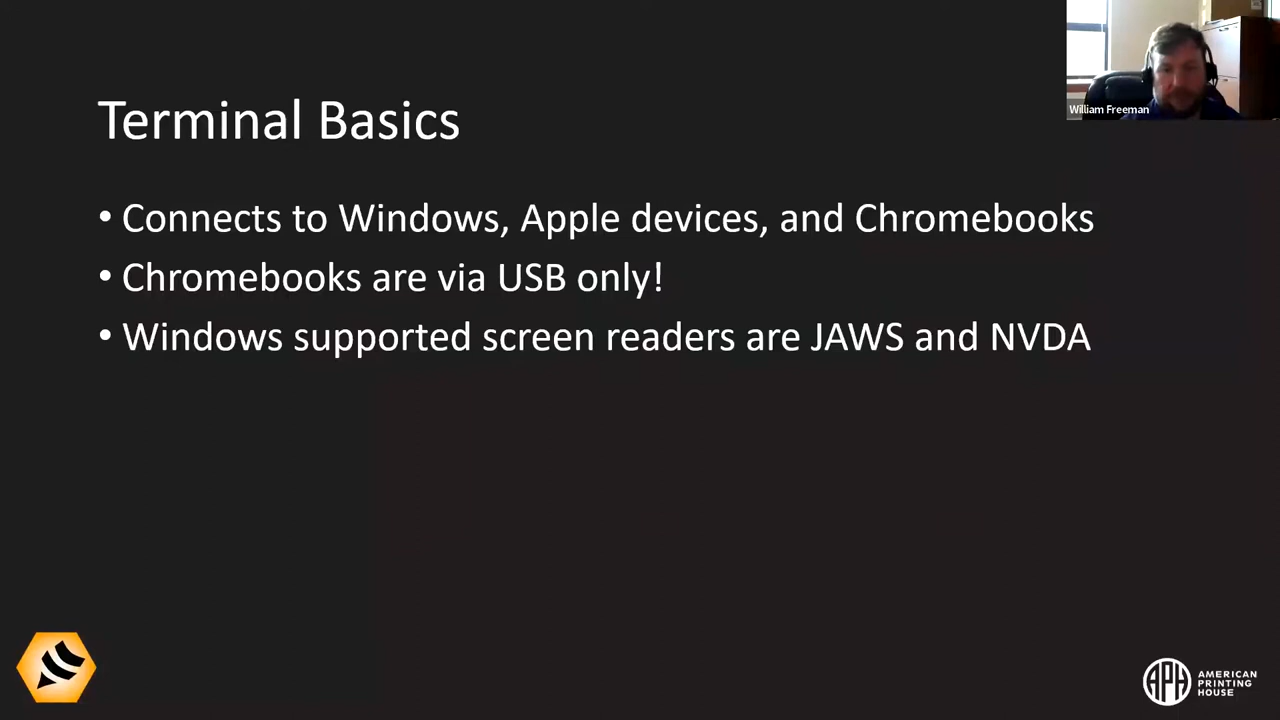 William Freeman
Terminal Basics
• Connects to Windows, Apple devices, and Chromebooks
• Chromebooks are via USB only!
• Windows supported screen readers are JAWS and NVDA
APH
AMERICAN
PRINTING
HOUSE